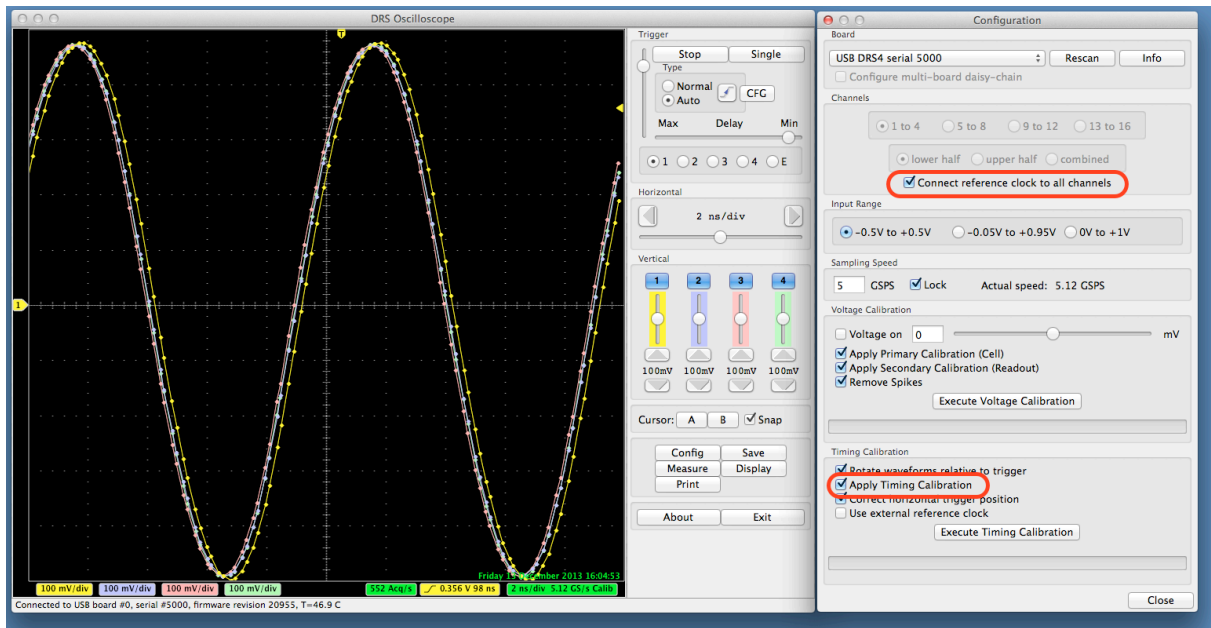 DRS Oscilloscope
T
1
Friday 13 December 2013 16:04:53
100 mV/div 100 mV/div 100 mV/div 100 mV/div 552 Acq/s 0.356 V 98 ns 2 ns/div 5.12 GS/s Calib
Connected to USB board #0, serial #5000, firmware revision 20955, T=46.9 C
Trigger
Stop Single
Type
Normal
Auto
CFG
Max Delay Min
1 2 3 4 E
Horizontal
2 ns/div
Vertical
1 2 3 4
100mV 100mV 100mV 100mV
Cursor: A B Snap
Config Save
Measure Display
Print
About Exit
Configuration
Board
USB DRS4 serial 5000 Rescan Info
Configure multi-board daisy-chain
Channels
1 to 4 5 to 8 9 to 12 13 to 16
lower half upper half combined
Connect reference clock to all channels
Input Range
-0.5V to +0.5V -0.05V to +0.95V 0V to +1V
Sampling Speed
5 GSPS Lock Actual speed: 5.12 GSPS
Voltage Calibration
Voltage on 0 mV
Apply Primary Calibration (Cell)
Apply Secondary Calibration (Readout)
Remove Spikes
Execute Voltage Calibration
Timing Calibration
Rotate waveforms relative to trigger
Apply Timing Calibration
Correct horizontal trigger position
Use external reference clock
Execute Timing Calibration
Close